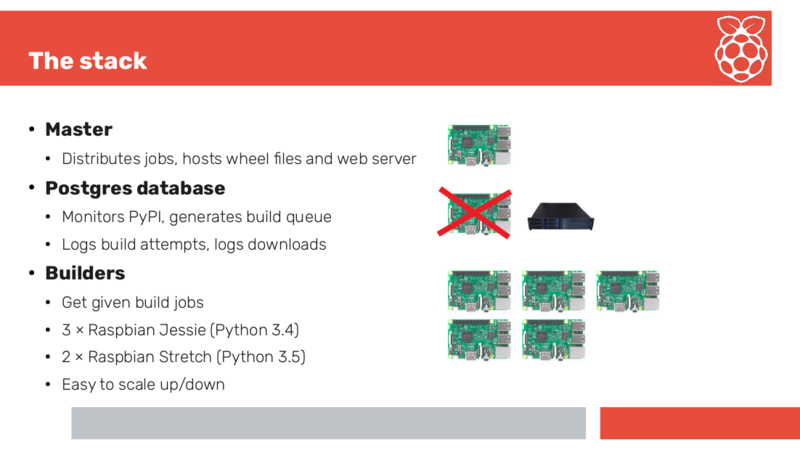 The stack
• Master
• Distributes jobs, hosts wheel files and web server
• Postgres database
• Monitors PyPI, generates build queue
• Logs build attempts, logs downloads
• Builders
• Get given build jobs
• 3 × Raspbian Jessie (Python 3.4)
• 2 × Raspbian Stretch (Python 3.5)
• Easy to scale up/down